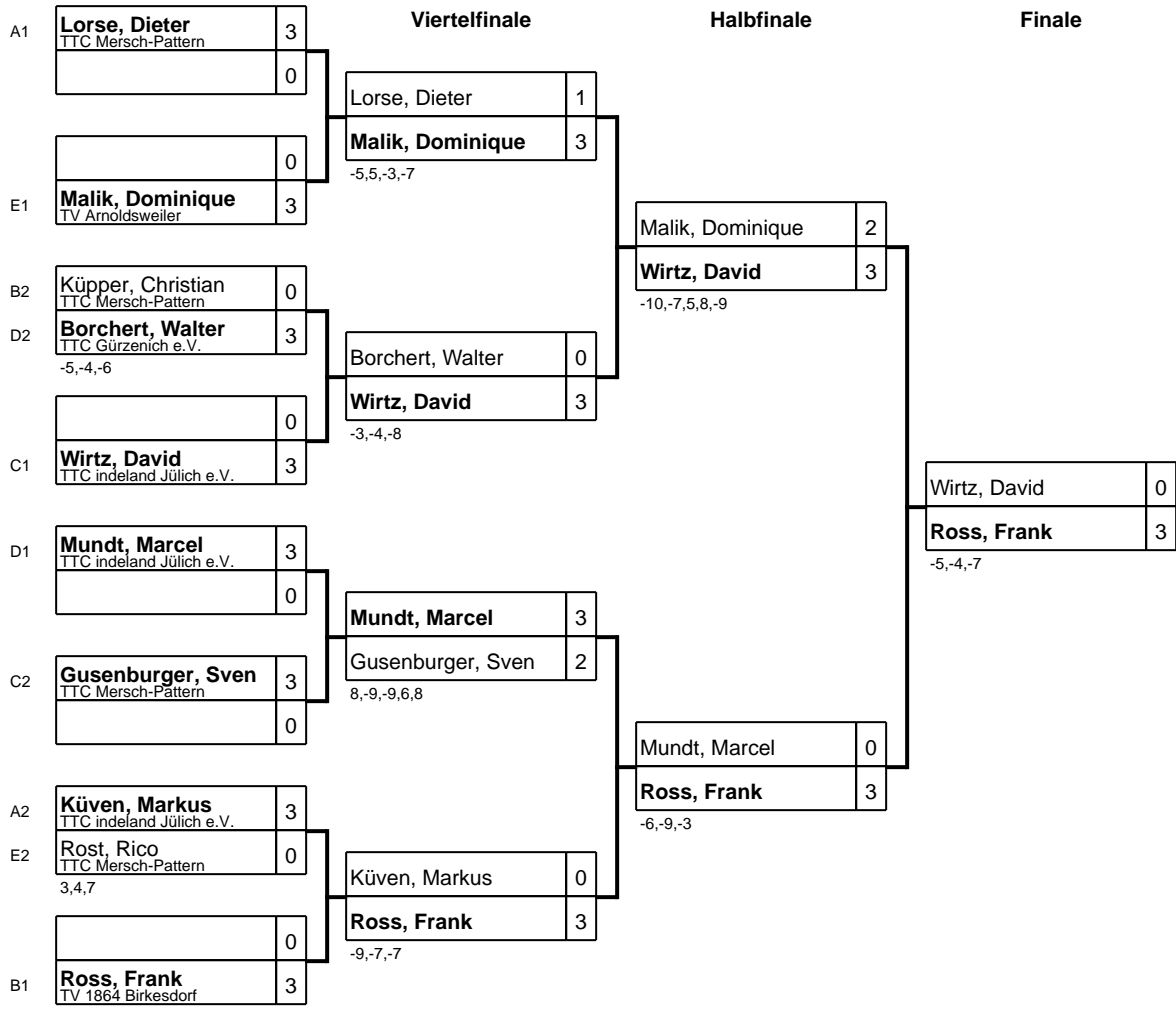 Viertelfinale
Halbfinale
Finale
A1
Lorse, Dieter
3
TTC Mersch-Pattern
0
0
E1
Malik, Dominique
3
TV Arnoldsweiler
B2
Küpper, Christian
0
TTC Mersch-Pattern
D2
Borchert, Walter
3
TTC Gürzenich e.V.
-5,-4,-6
0
C1
Wirtz, David
3
TTC indeland Jülich e.V.
D1
Mundt, Marcel
3
TTC indeland Jülich e.V.
0
C2
Gusenburger, Sven
3
TTC Mersch-Pattern
0
A2
Küven, Markus
3
TTC indeland Jülich e.V.
E2
Rost, Rico
0
TTC Mersch-Pattern
3,4,7
0
B1
Ross, Frank
3
TV 1864 Birkesdorf
Lorse, Dieter
1
Malik, Dominique
3
-5,5,-3,-7
Borchert, Walter
0
Wirtz, David
3
-3,-4,-8
Mundt, Marcel
3
Gusenburger, Sven
2
8,-9,-9,6,8
Küven, Markus
0
Ross, Frank
3
-9,-7,-7
Malik, Dominique
2
Wirtz, David
3
-10,-7,5,8,-9
Mundt, Marcel
0
Ross, Frank
3
-6,-9,-3
Wirtz, David
0
Ross, Frank
3
-5,-4,-7